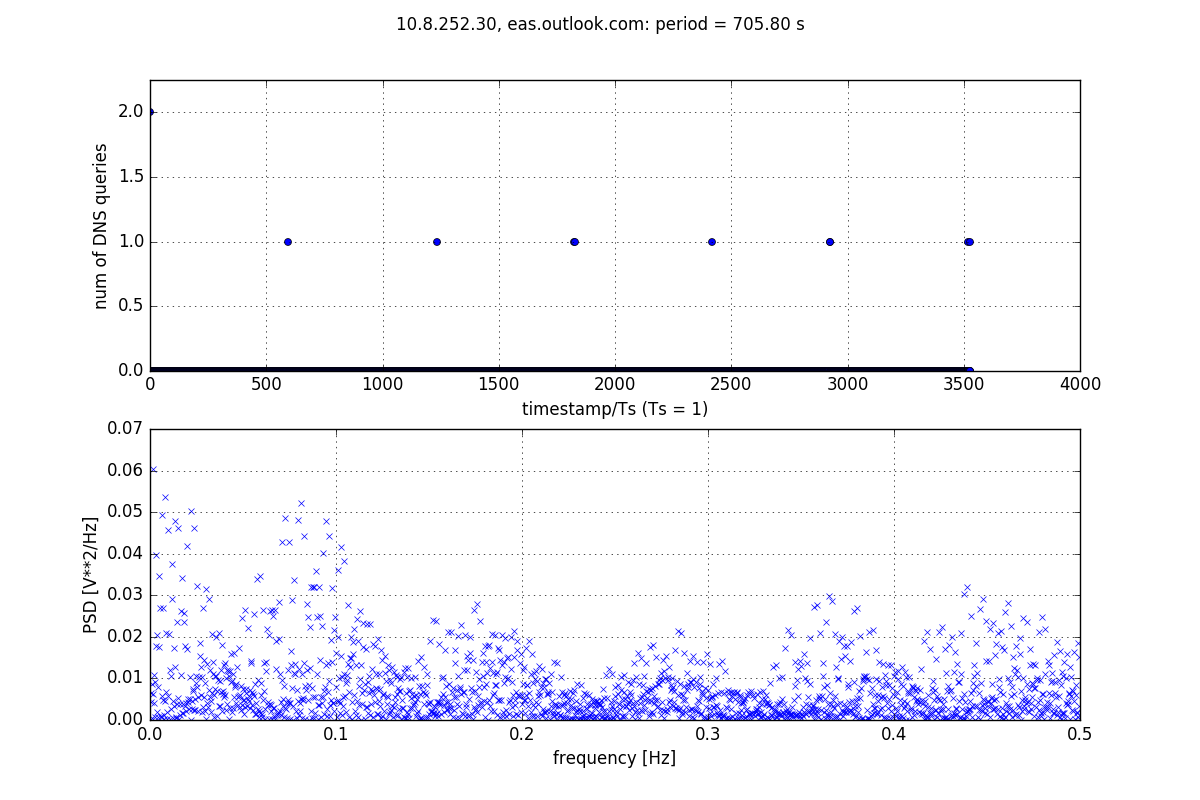 10.8.252.30, eas.outlook.com: period = 705.80 s
2.0
1.5
1.0
0.5
0.0
num of DNS queries
0 500 1000 1500 2000 2500 3000 3500 4000
timestamp/Ts (Ts = 1)
0.07
0.06
0.05
0.04
0.03
0.02
0.01
0.00
PSD [V**2/Hz]
0.0 0.1 0.2 0.3 0.4 0.5
frequency [Hz]